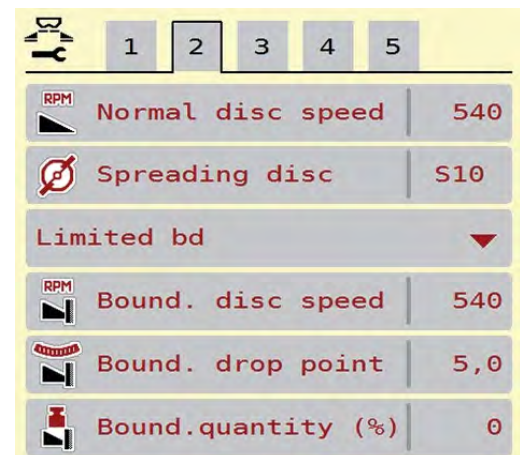 1 2 3 4 5
RPM
Normal disc speed 540
Spreading disc S10
Limited bd
RPM
Bound. disc speed 540
Bound. drop point 5,0
Bound.quantity (%) 0